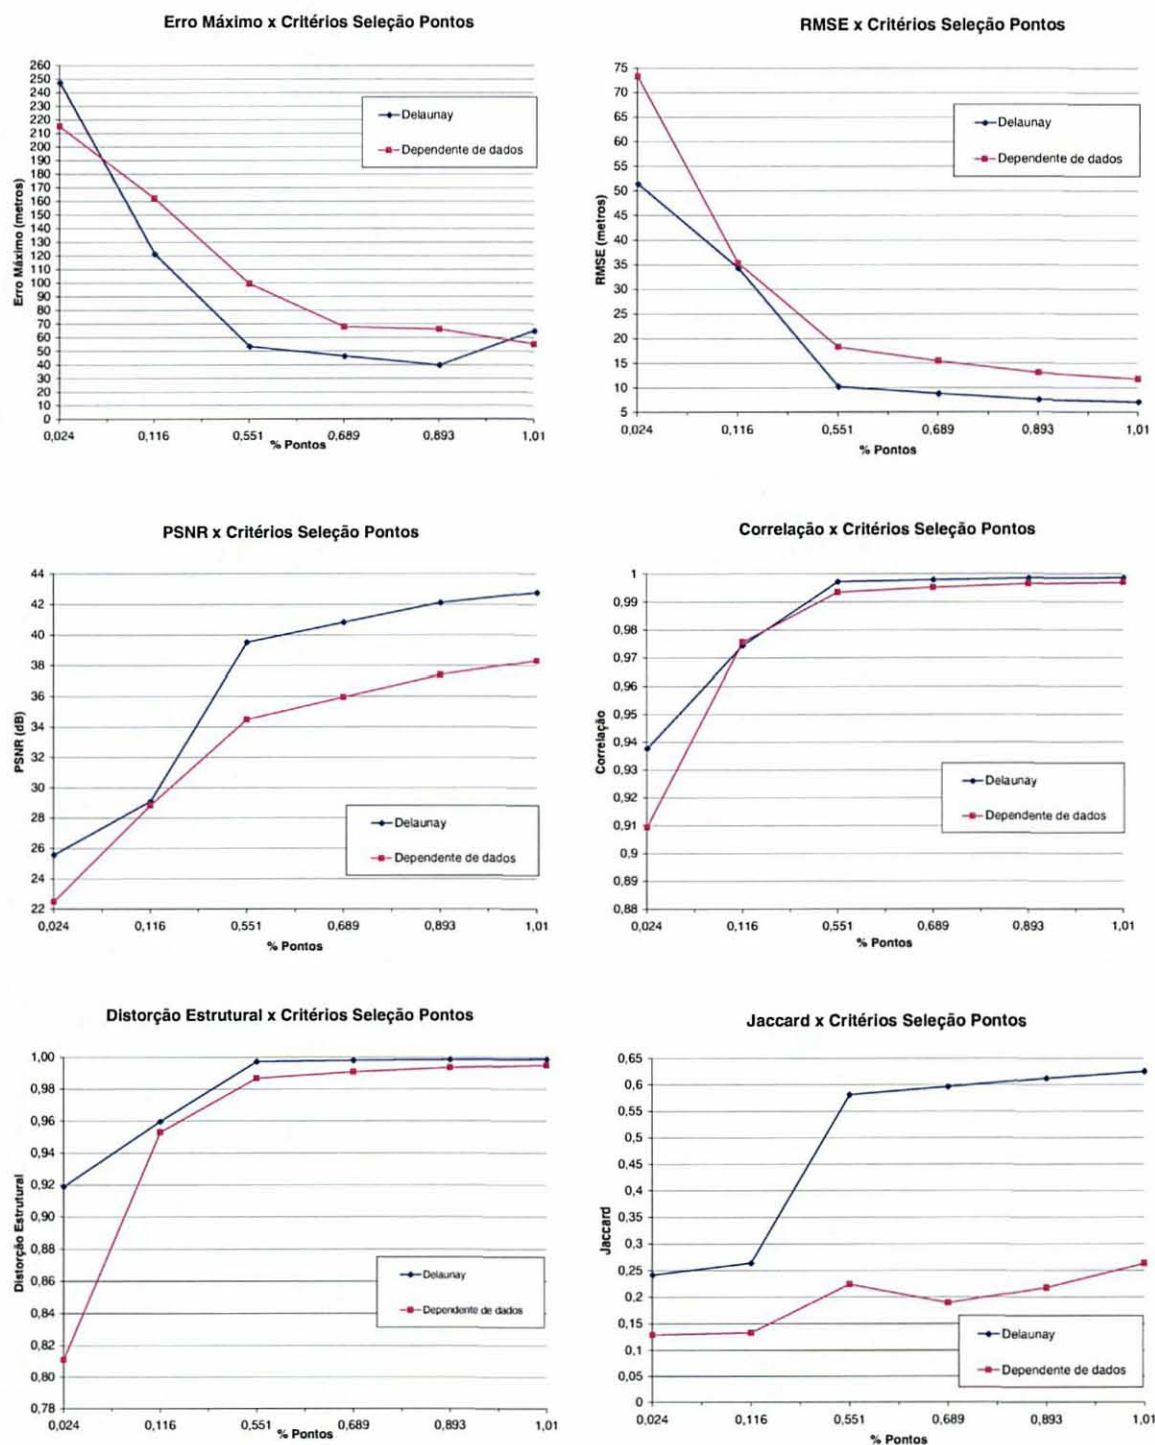 Erro Máximo x Critérios Seleção Pontos
260
250
240
230
220
210
200
190
180
170
160
150
140
130
120
110
100
90
80
70
60
50
40
30
20
10
0
Erro Máximo (metros)
Delaunay
Dependente de dados
0,024 0,116 0,551 0,689 0,893 1,01
% Pontos
RMSE x Critérios Seleção Pontos
75
70
65
60
55
50
45
40
35
30
25
20
15
10
5
RMSE (metros)
Delaunay
Dependente de dados
0,024 0,116 0,551 0,689 0,893 1,01
% Pontos
PSNR x Critérios Seleção Pontos
44
42
40
38
36
34
32
30
28
26
24
22
PSNR (dB)
Delaunay
Dependente de dados
0,024 0,116 0,551 0,689 0,893 1,01
% Pontos
Correlação x Critérios Seleção Pontos
1
0,99
0,98
0,97
0,96
0,95
0,94
0,93
0,92
0,91
0,9
0,89
0,88
Correlação
Delaunay
Dependente de dados
0,024 0,116 0,551 0,689 0,893 1,01
% Pontos
Distorção Estrutural x Critérios Seleção Pontos
1,00
0,98
0,96
0,94
0,92
0,90
0,88
0,86
0,84
0,82
0,80
0,78
Distorção Estrutural
Delaunay
Dependente de dados
0,024 0,116 0,551 0,689 0,893 1,01
% Pontos
Jaccard x Critérios Seleção Pontos
0,65
0,6
0,55
0,5
0,45
0,4
0,35
0,3
0,25
0,2
0,15
0,1
0,05
0
Jaccard
Delaunay
Dependente de dados
0,024 0,116 0,551 0,689 0,893 1,01
% Pontos